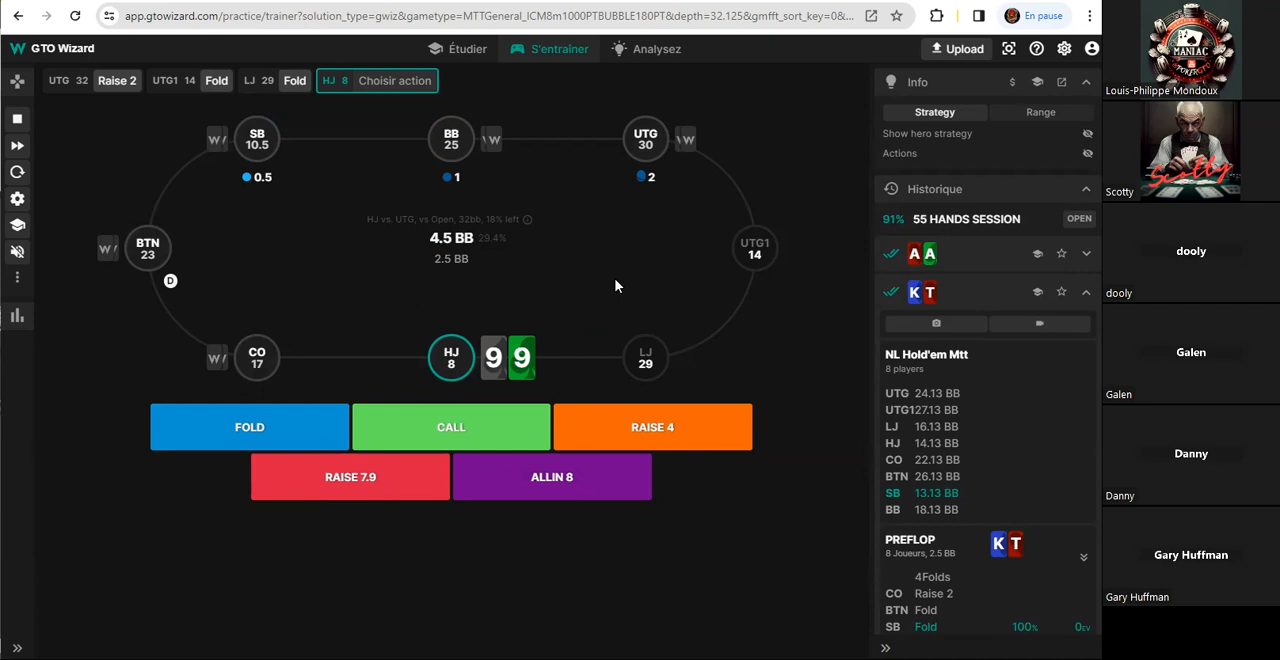 app.gtowizard.com/practice/trainer?solution_type=gwiz&gametype=MTTGeneral_ICM8m1000PTBUBBLE180PT&depth=32.125&gmfft_sort_key=0&...
En pause
GTO Wizard
Étudier
S'entraîner
Analysez
Upload
UTG 32 Raise 2
UTG1 14 Fold
LJ 29 Fold
HJ 8 Choisir action
SB
10.5
0.5
BB
25
1
UTG
30
2
HJ vs. UTG, vs Open, 32bb, 18% left
4.5 BB 29.4%
2.5 BB
BTN
23
D
UTG1
14
CO
17
HJ
8
9 9
LJ
29
FOLD
CALL
RAISE 4
RAISE 7.9
ALLIN 8
Info
$
Strategy
Range
Show hero strategy
Actions
Historique
91% 55 HANDS SESSION
OPEN
A A
K T
NL Hold'em Mtt
8 players
UTG 24.13 BB
UTG1 27.13 BB
LJ 16.13 BB
HJ 14.13 BB
CO 22.13 BB
BTN 26.13 BB
SB 13.13 BB
BB 18.13 BB
PREFLOP
8 Joueurs, 2.5 BB
K T
4Folds
CO Raise 2
BTN Fold
SB Fold 100% 0EV
MANIAC
POKERGTO
Louis-Philippe Mondoux
Scotty
Scotty
dooly
dooly
Galen
Galen
Danny
Danny
Gary Huffman
Gary Huffman